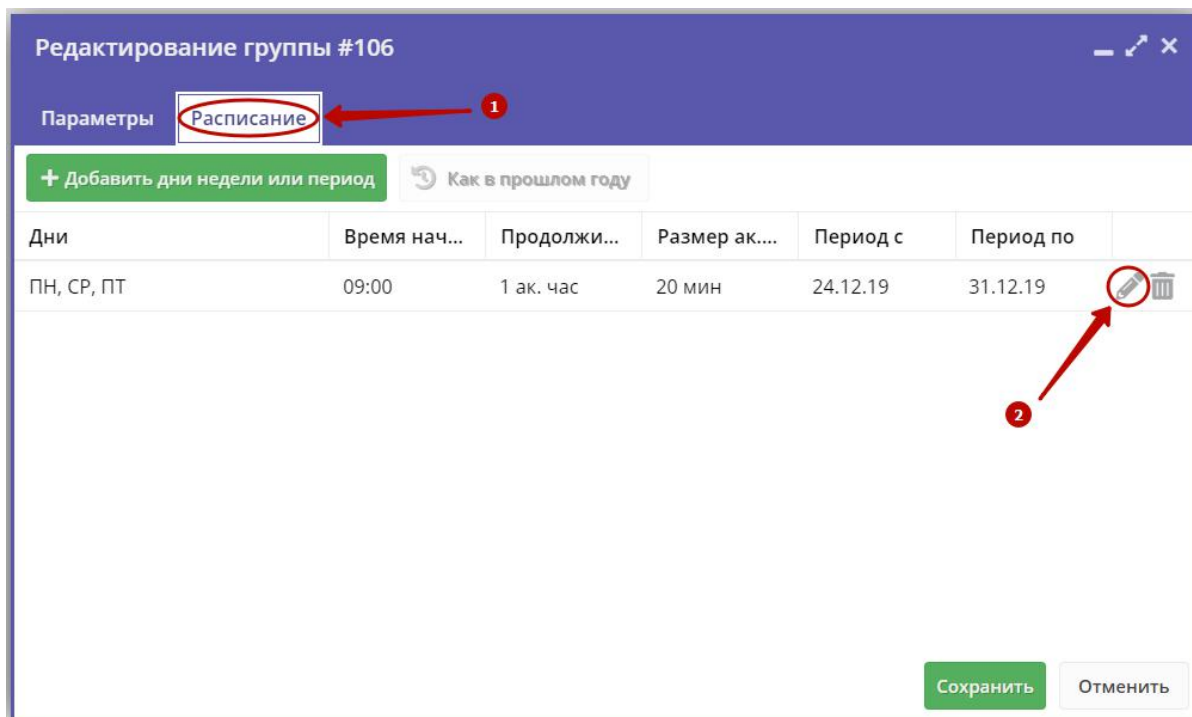 Редактирование группы #106
Параметры Расписание 1
+ Добавить дни недели или период Как в прошлом году
Дни Время нач... Продолжи... Размер ак.... Период с Период по
ПН, СР, ПТ 09:00 1 ак. час 20 мин 24.12.19 31.12.19
2
Сохранить Отменить